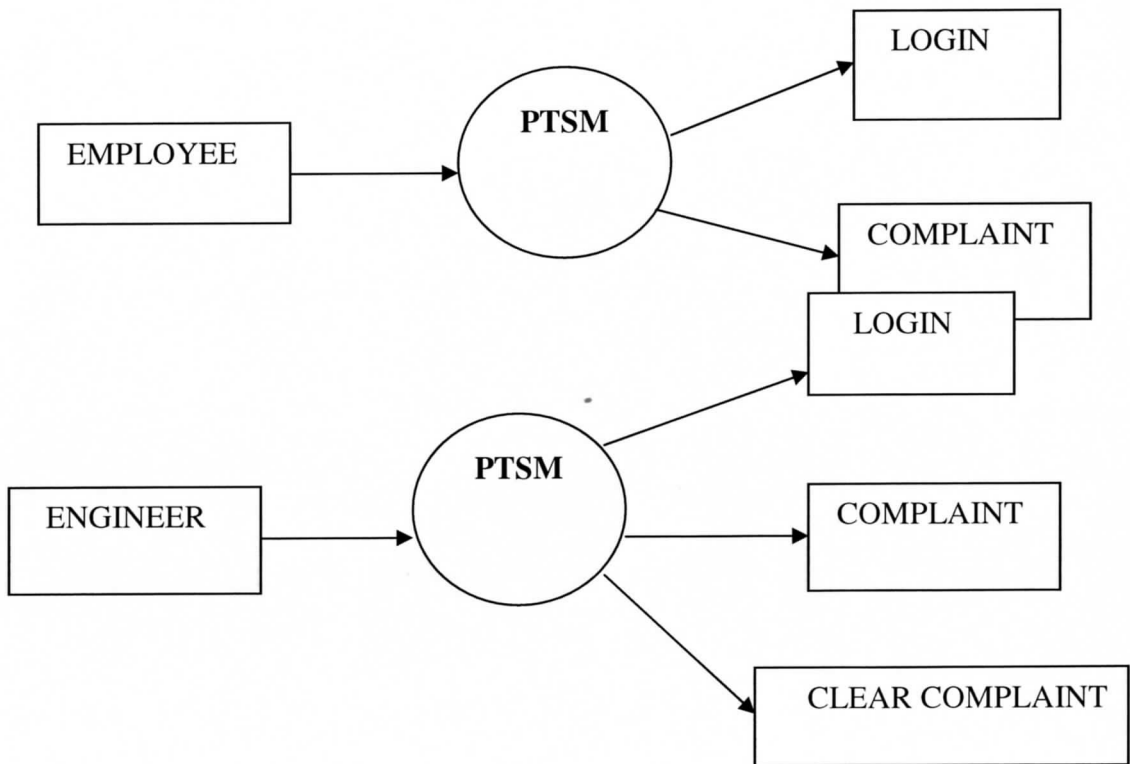 LOGIN
PTSM
EMPLOYEE
COMPLAINT
LOGIN
PTSM
ENGINEER
COMPLAINT
CLEAR COMPLAINT